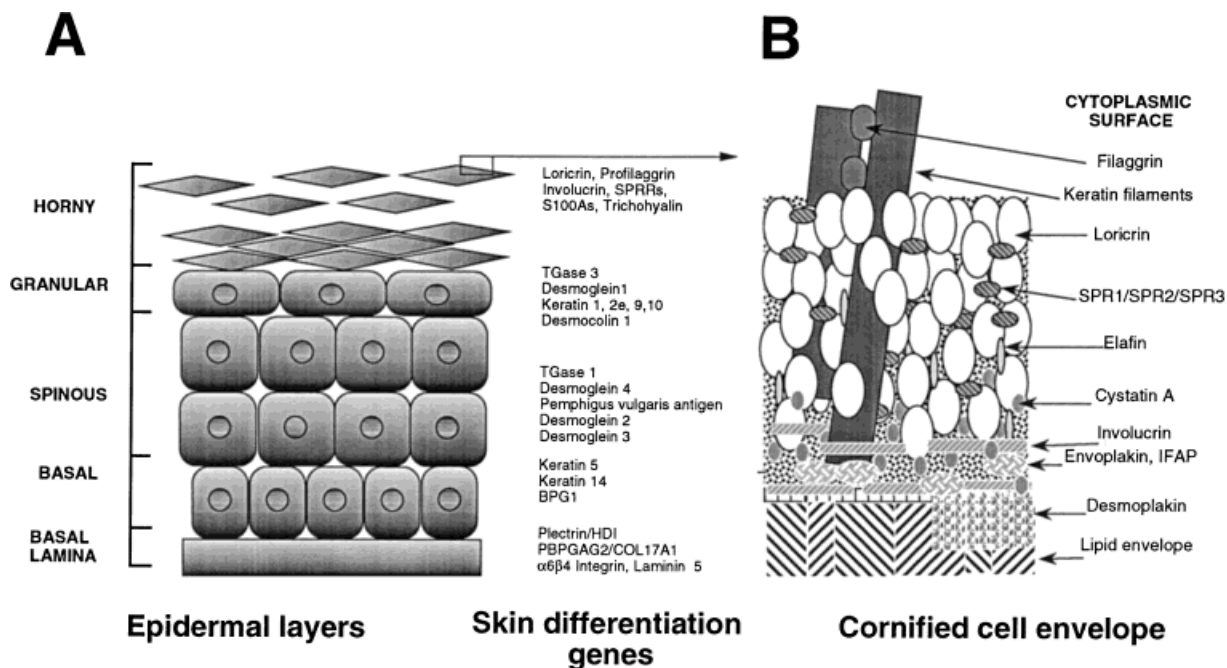 A
B
HORNY
GRANULAR
SPINOUS
BASAL
BASAL
LAMINA
Loricrin, Profilaggrin
Involucrin, SPRRs,
S100As, Trichohyalin
TGase 3
Desmoglein1
Keratin 1, 2e, 9,10
Desmocolin 1
TGase 1
Desmoglein 4
Pemphigus vulgaris antigen
Desmoglein 2
Desmoglein 3
Keratin 5
Keratin 14
BPG1
Plectrin/HDI
PBPGAG2/COL17A1
α6β4 Integrin, Laminin 5
CYTOPLASMIC
SURFACE
Filaggrin
Keratin filaments
Loricrin
SPR1/SPR2/SPR3
Elafin
Cystatin A
Involucrin
Envoplakin, IFAP
Desmoplakin
Lipid envelope
Epidermal layers
Skin differentiation
genes
Cornified cell envelope